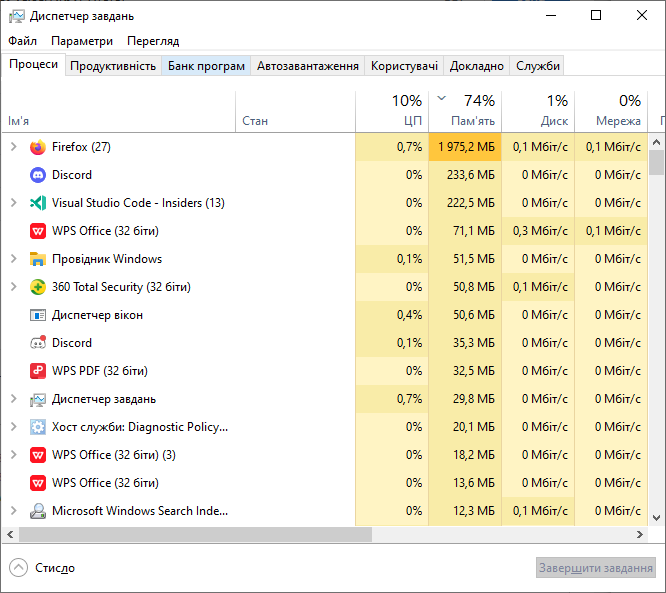 Диспетчер завдань
Файл Параметри Перегляд
Процеси Продуктивність Банк програм Автозавантаження Користувачі Докладно Служби
10% 74% 1% 0%
Ім'я Стан ЦП Пам'ять Диск Мережа
Firefox (27) 0,7% 1 975,2 МБ 0,1 Мбіт/с 0,1 Мбіт/с
Discord 0% 233,6 МБ 0 Мбіт/с 0 Мбіт/с
Visual Studio Code - Insiders (13) 0% 222,5 МБ 0 Мбіт/с 0 Мбіт/с
WPS Office (32 біти) 0% 71,1 МБ 0,3 Мбіт/с 0,1 Мбіт/с
Провідник Windows 0,1% 51,5 МБ 0 Мбіт/с 0 Мбіт/с
360 Total Security (32 біти) 0% 50,8 МБ 0,1 Мбіт/с 0 Мбіт/с
Диспетчер вікон 0,4% 50,6 МБ 0 Мбіт/с 0 Мбіт/с
Discord 0,1% 35,3 МБ 0 Мбіт/с 0 Мбіт/с
WPS PDF (32 біти) 0% 32,5 МБ 0 Мбіт/с 0 Мбіт/с
Диспетчер завдань 0,7% 29,8 МБ 0 Мбіт/с 0 Мбіт/с
Хост служби: Diagnostic Policy... 0% 20,1 МБ 0 Мбіт/с 0 Мбіт/с
WPS Office (32 біти) (3) 0% 18,2 МБ 0 Мбіт/с 0 Мбіт/с
WPS Office (32 біти) 0% 13,6 МБ 0 Мбіт/с 0 Мбіт/с
Microsoft Windows Search Inde... 0% 12,3 МБ 0,1 Мбіт/с 0 Мбіт/с
Стисло Завершити завдання